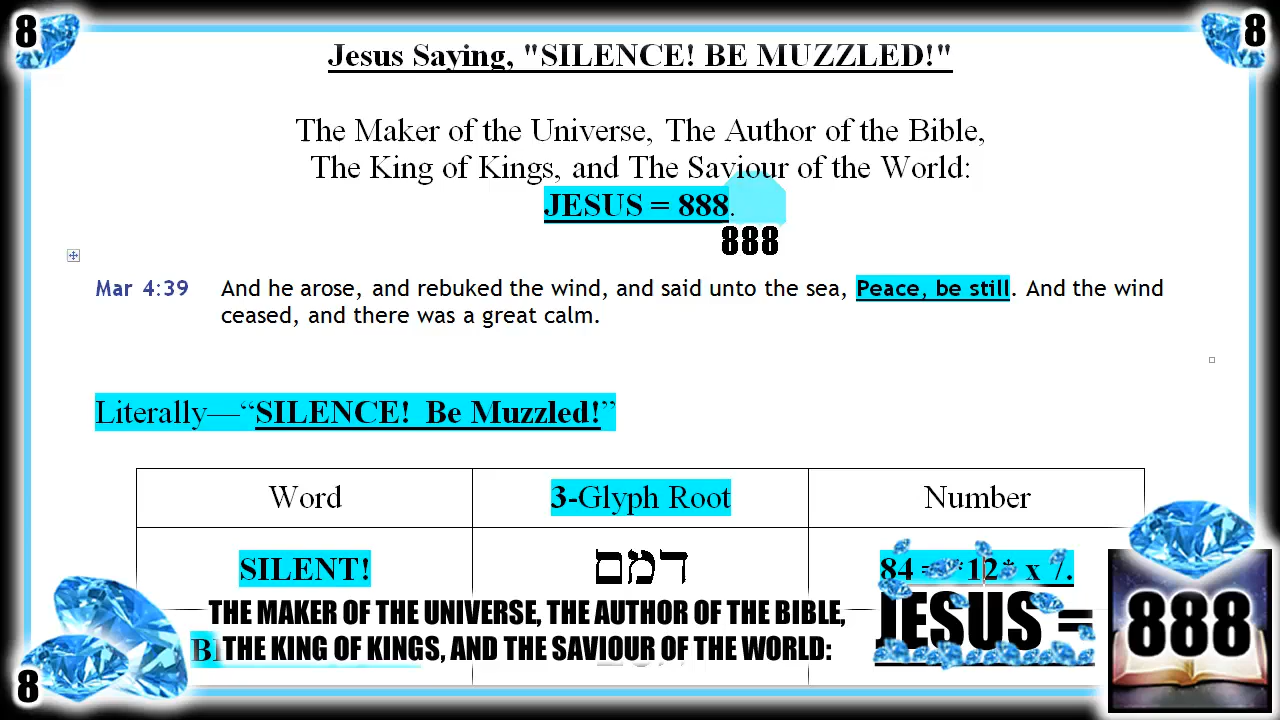 8
8
Jesus Saying, "SILENCE! BE MUZZLED!"
The Maker of the Universe, The Author of the Bible,
The King of Kings, and The Saviour of the World:
JESUS = 888.
888
Mar 4:39 And he arose, and rebuked the wind, and said unto the sea, Peace, be still. And the wind
ceased, and there was a great calm.
Literally—“SILENCE! Be Muzzled!”
Word 3-Glyph Root Number
SILENT! דמם 84 = *12* x 7.
THE MAKER OF THE UNIVERSE, THE AUTHOR OF THE BIBLE,
THE KING OF KINGS, AND THE SAVIOUR OF THE WORLD:
JESUS =
888
8